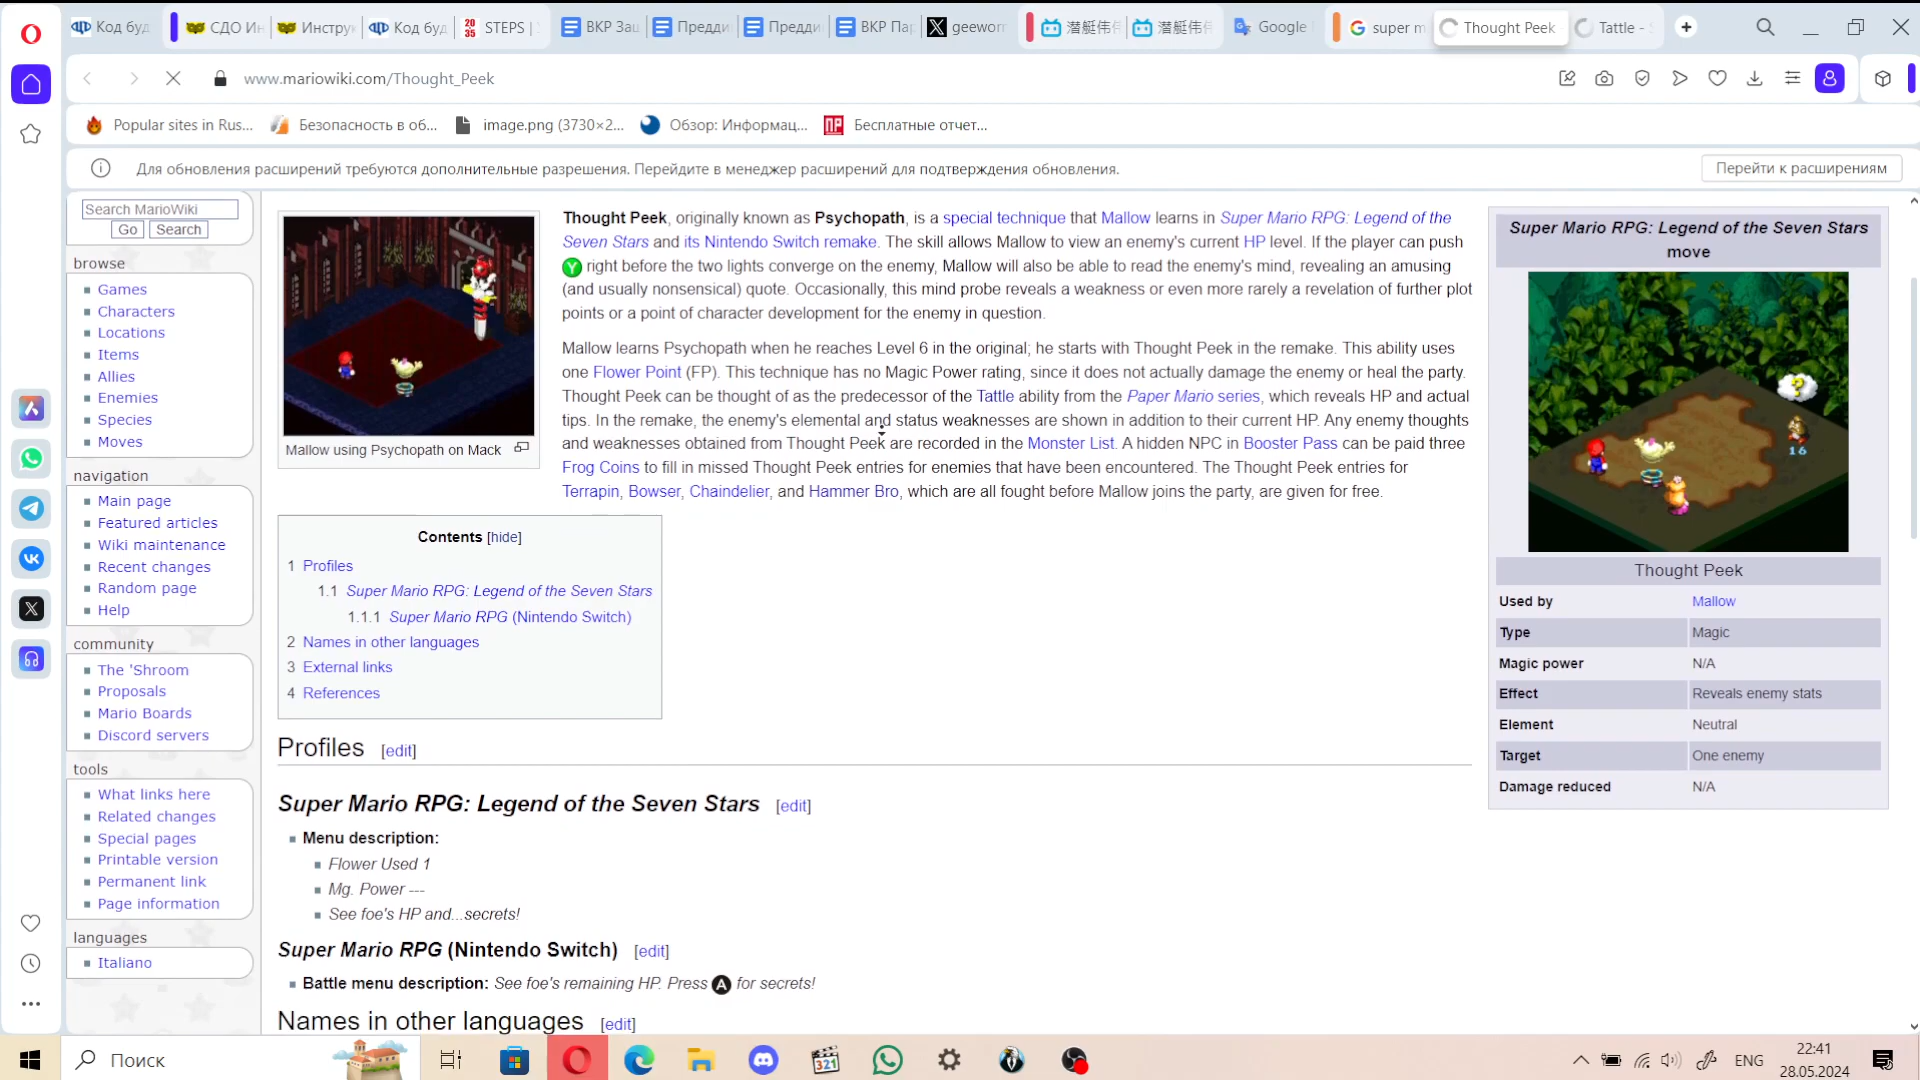 Код буд
СДО Ин
Инструк
Код буд
20 35 STEPS |
ВКР Защ
Предди
Предди
ВКР Пар
X geewom
潜艇伟
潜艇伟
Google
super m
Thought Peek
Tattle -
www.mariowiki.com/Thought_Peek
Popular sites in Rus...
Безопасность в об...
image.png (3730×2...
Обзор: Информац...
Бесплатные отчет...
Для обновления расширений требуются дополнительные разрешения. Перейдите в менеджер расширений для подтверждения обновления.
Перейти к расширениям
Search MarioWiki
Go Search
browse
Games
Characters
Locations
Items
Allies
Enemies
Species
Moves
navigation
Main page
Featured articles
Wiki maintenance
Recent changes
Random page
Help
community
The 'Shroom
Proposals
Mario Boards
Discord servers
tools
What links here
Related changes
Special pages
Printable version
Permanent link
Page information
languages
Italiano
Mallow using Psychopath on Mack
Thought Peek, originally known as Psychopath, is a special technique that Mallow learns in Super Mario RPG: Legend of the
Seven Stars and its Nintendo Switch remake. The skill allows Mallow to view an enemy's current HP level. If the player can push
Y right before the two lights converge on the enemy, Mallow will also be able to read the enemy's mind, revealing an amusing
(and usually nonsensical) quote. Occasionally, this mind probe reveals a weakness or even more rarely a revelation of further plot
points or a point of character development for the enemy in question.
Mallow learns Psychopath when he reaches Level 6 in the original; he starts with Thought Peek in the remake. This ability uses
one Flower Point (FP). This technique has no Magic Power rating, since it does not actually damage the enemy or heal the party.
Thought Peek can be thought of as the predecessor of the Tattle ability from the Paper Mario series, which reveals HP and actual
tips. In the remake, the enemy's elemental and status weaknesses are shown in addition to their current HP. Any enemy thoughts
and weaknesses obtained from Thought Peek are recorded in the Monster List. A hidden NPC in Booster Pass can be paid three
Frog Coins to fill in missed Thought Peek entries for enemies that have been encountered. The Thought Peek entries for
Terrapin, Bowser, Chaindelier, and Hammer Bro, which are all fought before Mallow joins the party, are given for free.
Contents [hide]
1 Profiles
1.1 Super Mario RPG: Legend of the Seven Stars
1.1.1 Super Mario RPG (Nintendo Switch)
2 Names in other languages
3 External links
4 References
Profiles [edit]
Super Mario RPG: Legend of the Seven Stars [edit]
Menu description:
Flower Used 1
Mg. Power ---
See foe's HP and...secrets!
Super Mario RPG (Nintendo Switch) [edit]
Battle menu description: See foe's remaining HP. Press A for secrets!
Names in other languages [edit]
Super Mario RPG: Legend of the Seven Stars
move
?
16
Thought Peek
Used by Mallow
Type Magic
Magic power N/A
Effect Reveals enemy stats
Element Neutral
Target One enemy
Damage reduced N/A
Поиск
321
ENG
22:41
28.05.2024